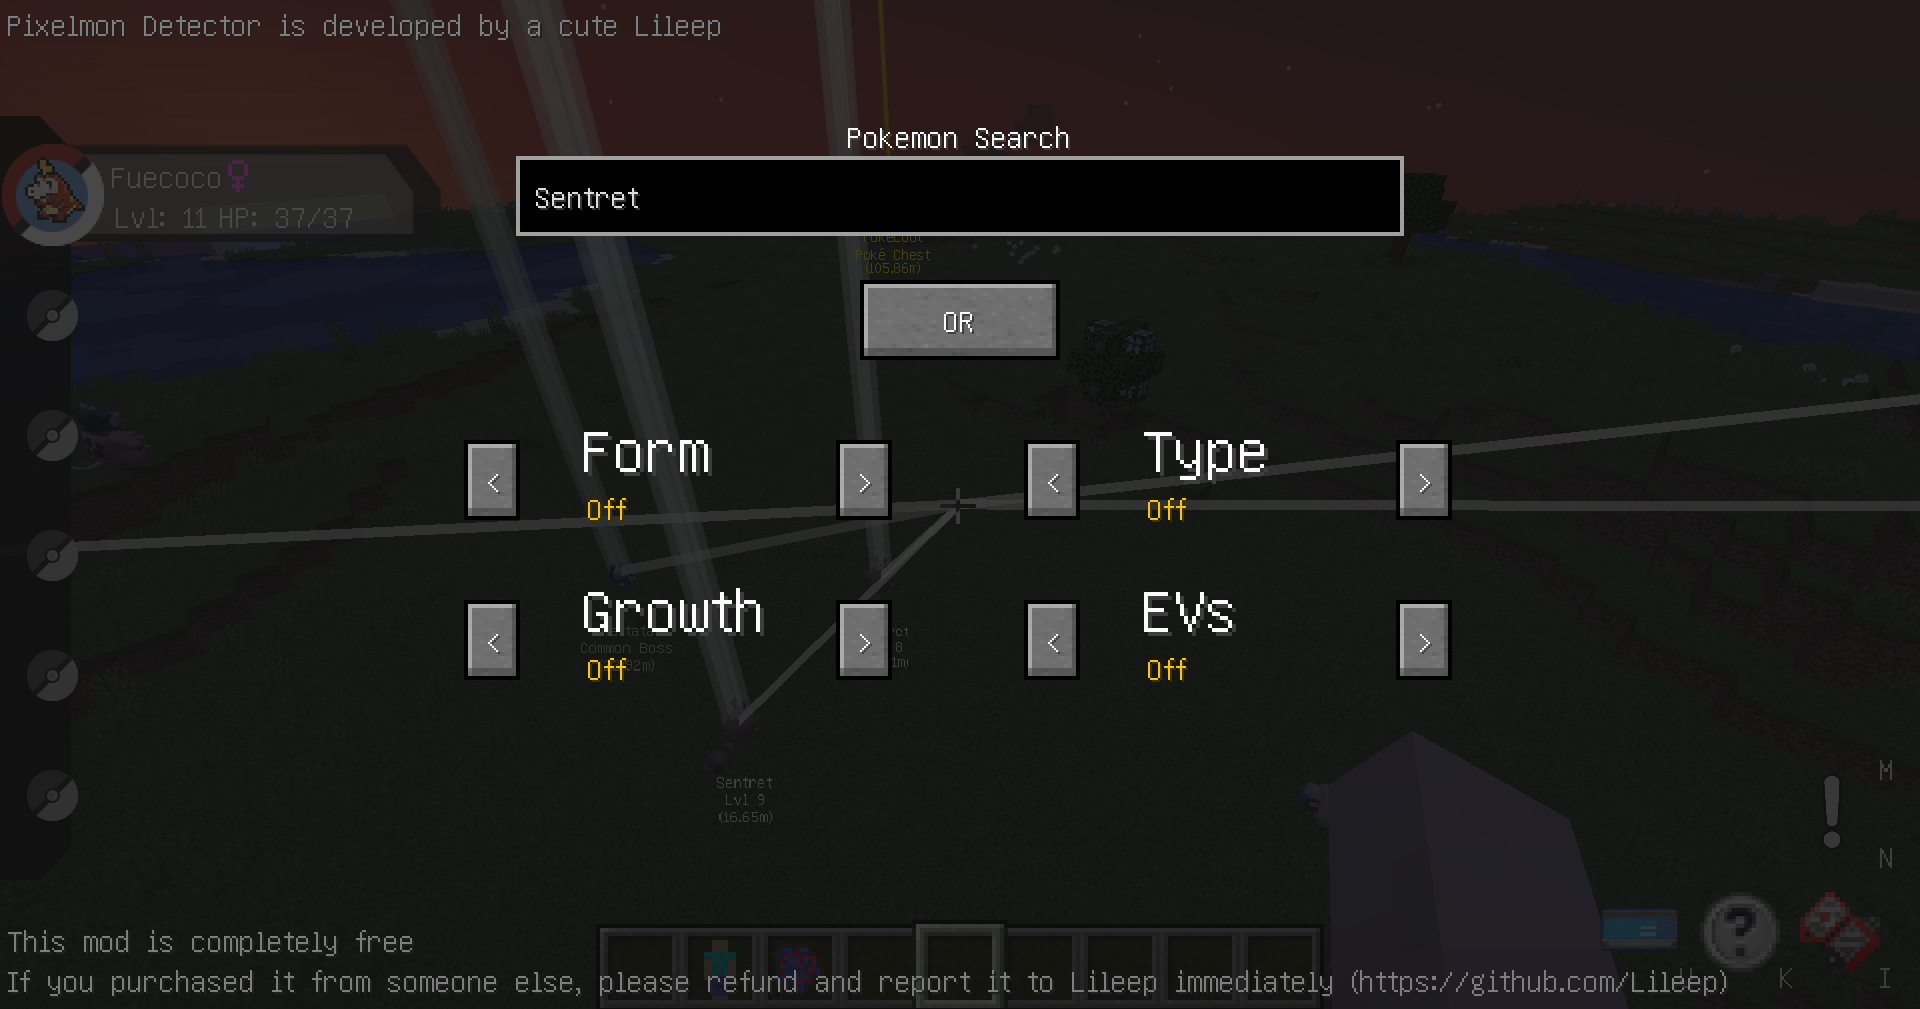 Pixelmon Detector is developed by a cute Lileep
Pokemon Search
Sentret
Fuecoco♀
Lvl: 11 HP: 37/37
Poké Chest
(105.86m)
OR
<
Form
Off
>
<
Type
Off
>
<
Growth
Off
>
<
EVs
Off
>
Common Boss
Sentret
Lvl 9
(16.65m)
M
N
K
I
This mod is completely free
If you purchased it from someone else, please refund and report it to Lileep immediately (https://github.com/Lileep)